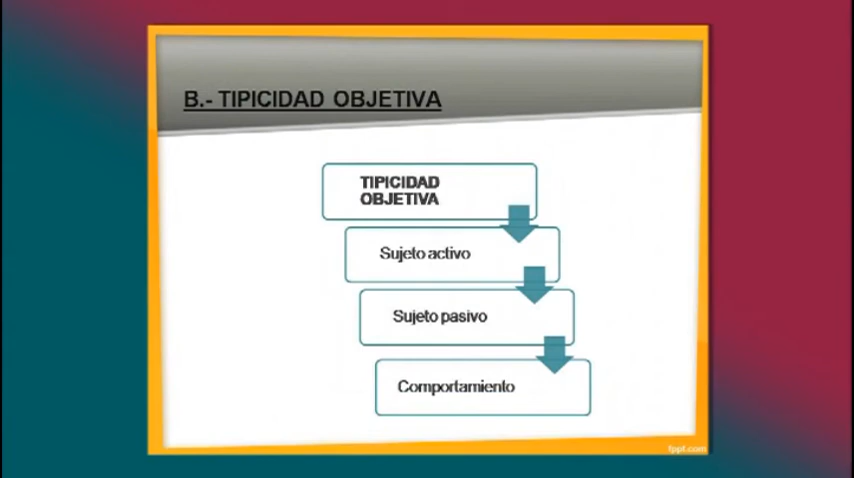 B.- TIPICIDAD OBJETIVA
TIPICIDAD
OBJETIVA
Sujeto activo
Sujeto pasivo
Comportamiento
fppt.com